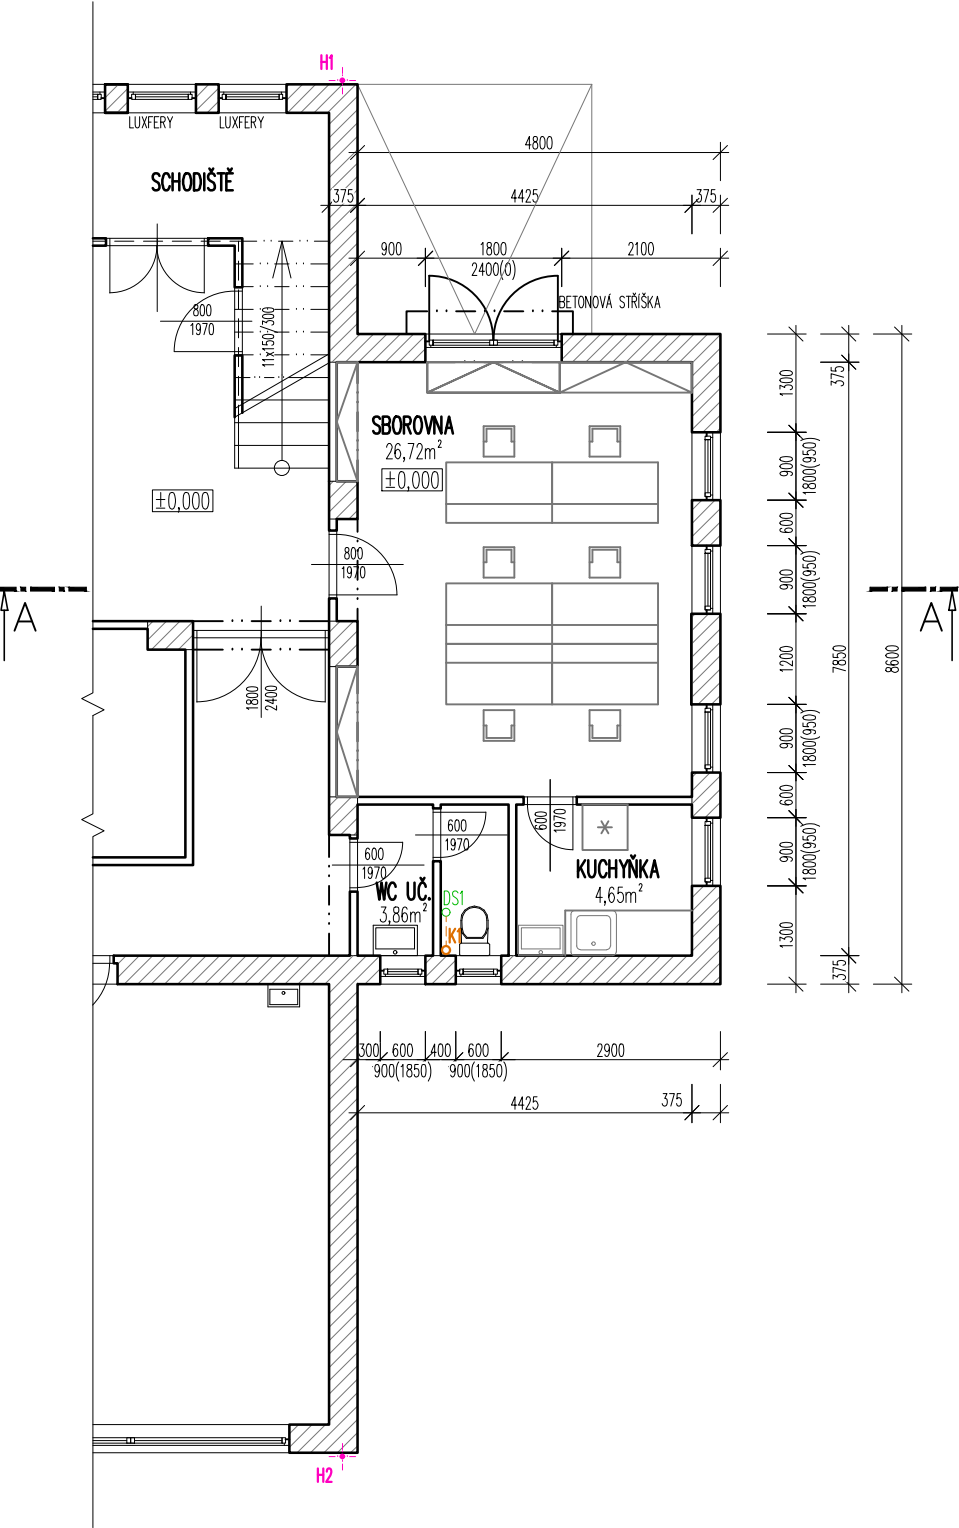 H1
LUXFERY LUXFERY
4800
SCHODIŠTĚ
375 4425 375
900 1800 2100
2400(0)
BETONOVÁ STŘÍŠKA
800
1970
11x150/300
1300
375
SBOROVNA
26,72m²
±0,000
900
1800(950)
±0,000
600
800
1970
900
1800(950)
A
A
1200
7850
8600
1800
2400
900
1800(950)
600
600
1970
600
1970
600
1970
900
1800(950)
KUCHYŇKA
4,65m²
WC UČ.
3,86m²
DS1
K1
1300
375
300 600 400 600 2900
900(1850) 900(1850)
4425 375
H2